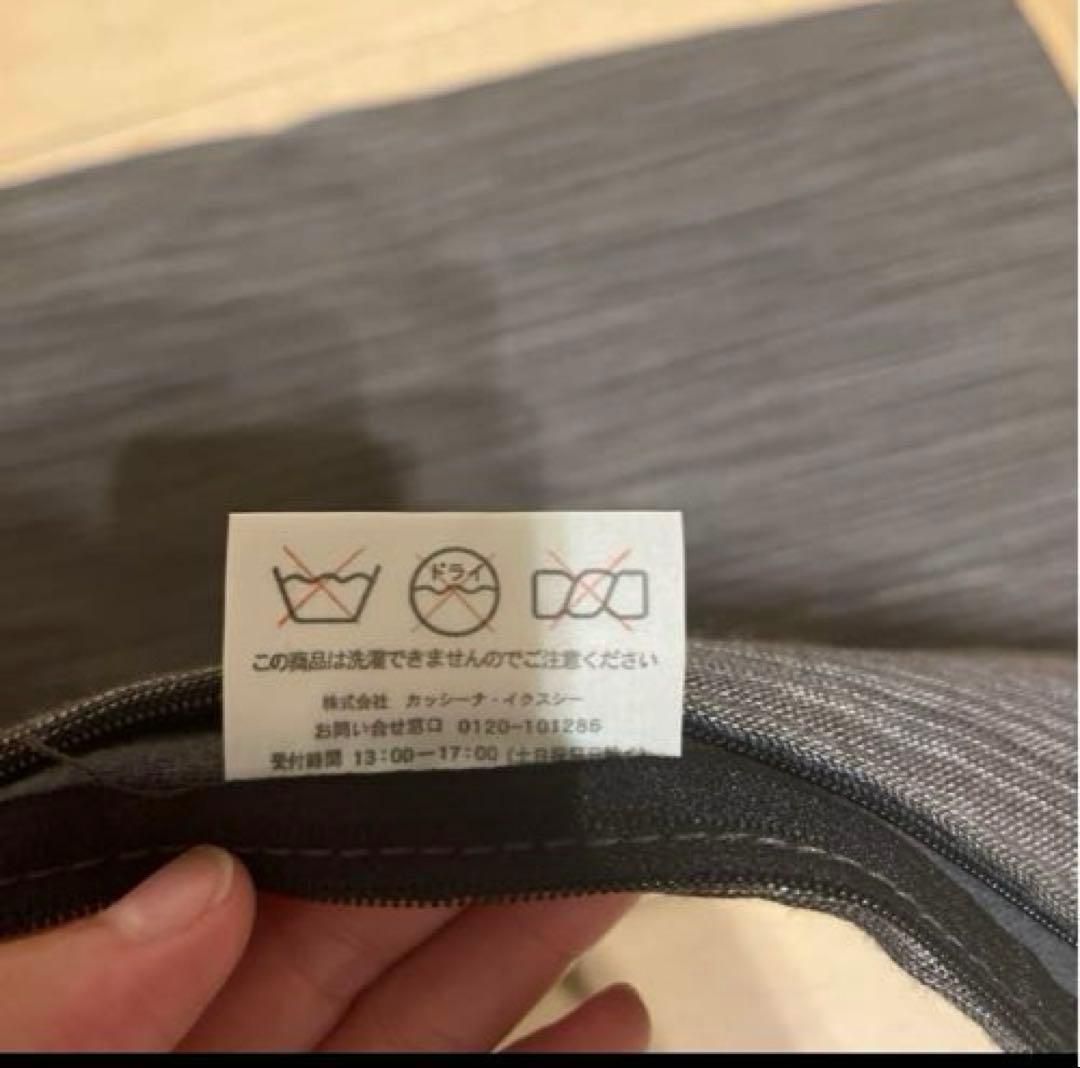 ドライ
この商品は洗濯できませんのでご注意ください
株式会社 カッシーナ・イクスシー
お問い合せ窓口 0120-101286
受付時間 13:00ー17:00